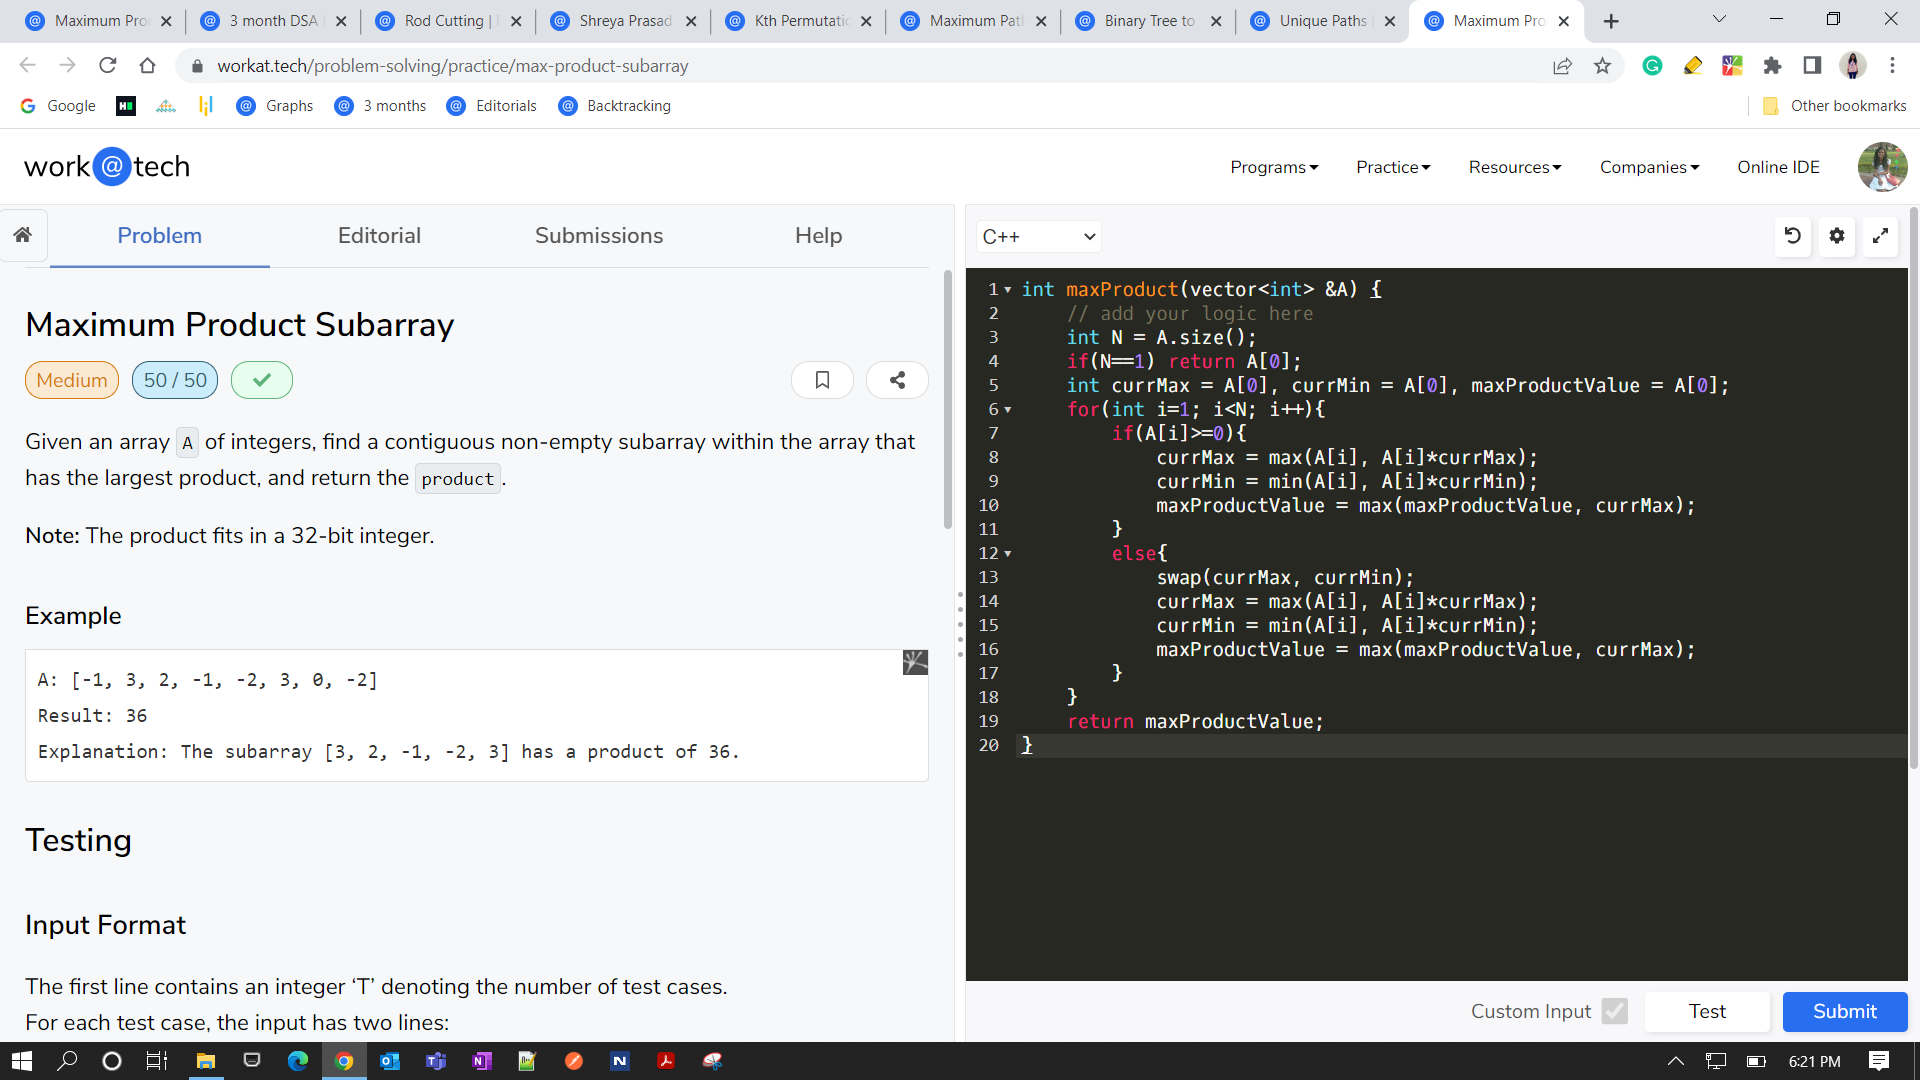 Maximum Pro
3 month DSA
Rod Cutting |
Shreya Prasad
Kth Permutatic
Maximum Pat
Binary Tree to
Unique Paths
Maximum Pro
workat.tech/problem-solving/practice/max-product-subarray
Google
Graphs
3 months
Editorials
Backtracking
Other bookmarks
work@tech
Programs
Practice
Resources
Companies
Online IDE
Problem
Editorial
Submissions
Help
C++
Maximum Product Subarray
Medium
50 / 50
Given an array A of integers, find a contiguous non-empty subarray within the array that
has the largest product, and return the product.
Note: The product fits in a 32-bit integer.
Example
A: [-1, 3, 2, -1, -2, 3, 0, -2]
Result: 36
Explanation: The subarray [3, 2, -1, -2, 3] has a product of 36.
Testing
Input Format
The first line contains an integer ‘T’ denoting the number of test cases.
For each test case, the input has two lines:
1 int maxProduct(vector<int> &A) {
2 // add your logic here
3 int N = A.size();
4 if(N==1) return A[0];
5 int currMax = A[0], currMin = A[0], maxProductValue = A[0];
6 for(int i=1; i<N; i++){
7 if(A[i]>=0){
8 currMax = max(A[i], A[i]*currMax);
9 currMin = min(A[i], A[i]*currMin);
10 maxProductValue = max(maxProductValue, currMax);
11 }
12 else{
13 swap(currMax, currMin);
14 currMax = max(A[i], A[i]*currMax);
15 currMin = min(A[i], A[i]*currMin);
16 maxProductValue = max(maxProductValue, currMax);
17 }
18 }
19 return maxProductValue;
20 }
Custom Input
Test
Submit
6:21 PM